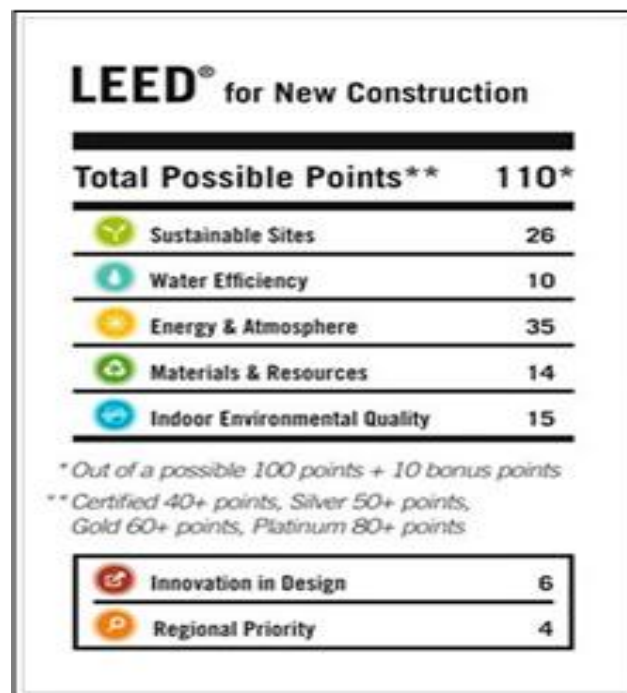 LEED® for New Construction
Total Possible Points** 110*
Sustainable Sites 26
Water Efficiency 10
Energy & Atmosphere 35
Materials & Resources 14
Indoor Environmental Quality 15
* Out of a possible 100 points + 10 bonus points
** Certified 40+ points, Silver 50+ points,
Gold 60+ points, Platinum 80+ points
Innovation in Design 6
Regional Priority 4